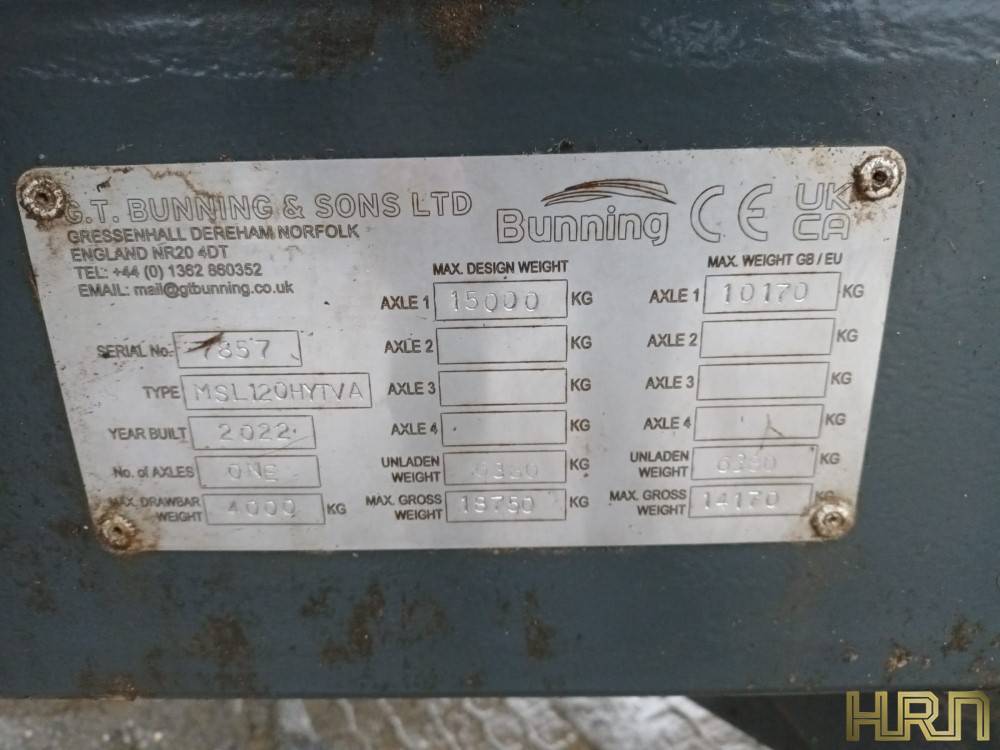 G.T. BUNNING & SONS LTD
GRESSENHALL DEREHAM NORFOLK
ENGLAND NR20 4DT
TEL: +44 (0) 1362 860352
EMAIL: mail@gtbunning.co.uk
Bunning CE UK
CA
SERIAL No. 7857
TYPE MSL120HYTVA
YEAR BUILT 2022
No. of AXLES ONE
MAX. DRAWBAR
WEIGHT 4000 KG
MAX. DESIGN WEIGHT
AXLE 1 15000 KG
AXLE 2 KG
AXLE 3 KG
AXLE 4 KG
UNLADEN
WEIGHT KG
MAX. GROSS
WEIGHT 18750 KG
MAX. WEIGHT GB / EU
AXLE 1 10170 KG
AXLE 2 KG
AXLE 3 KG
AXLE 4 KG
UNLADEN
WEIGHT KG
MAX. GROSS
WEIGHT 14170 KG
HRN